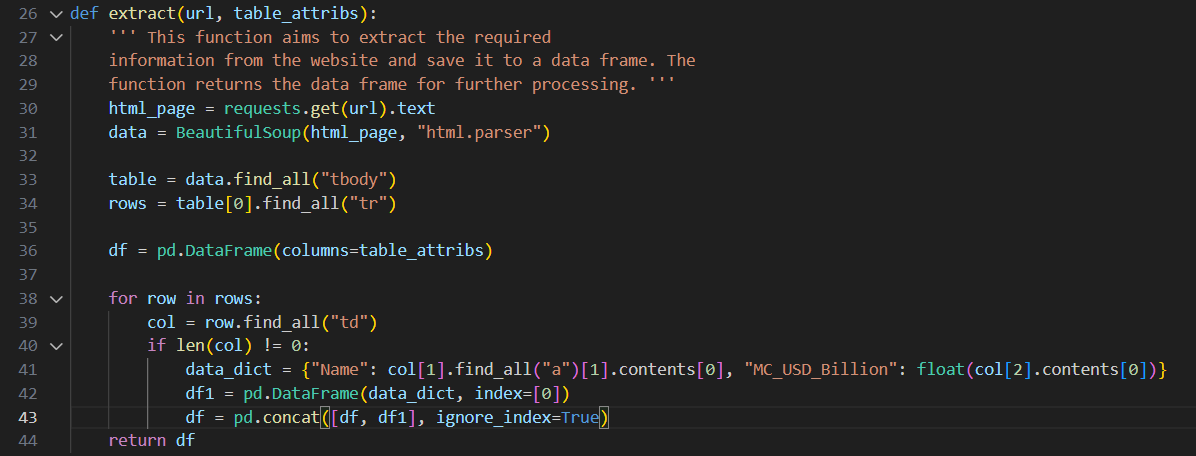 26 def extract(url, table_attribs):
27     ''' This function aims to extract the required
28     information from the website and save it to a data frame. The
29     function returns the data frame for further processing. '''
30     html_page = requests.get(url).text
31     data = BeautifulSoup(html_page, "html.parser")
32
33     table = data.find_all("tbody")
34     rows = table[0].find_all("tr")
35
36     df = pd.DataFrame(columns=table_attribs)
37
38     for row in rows:
39         col = row.find_all("td")
40         if len(col) != 0:
41             data_dict = {"Name": col[1].find_all("a")[1].contents[0], "MC_USD_Billion": float(col[2].contents[0])}
42             df1 = pd.DataFrame(data_dict, index=[0])
43             df = pd.concat([df, df1], ignore_index=True)
44     return df